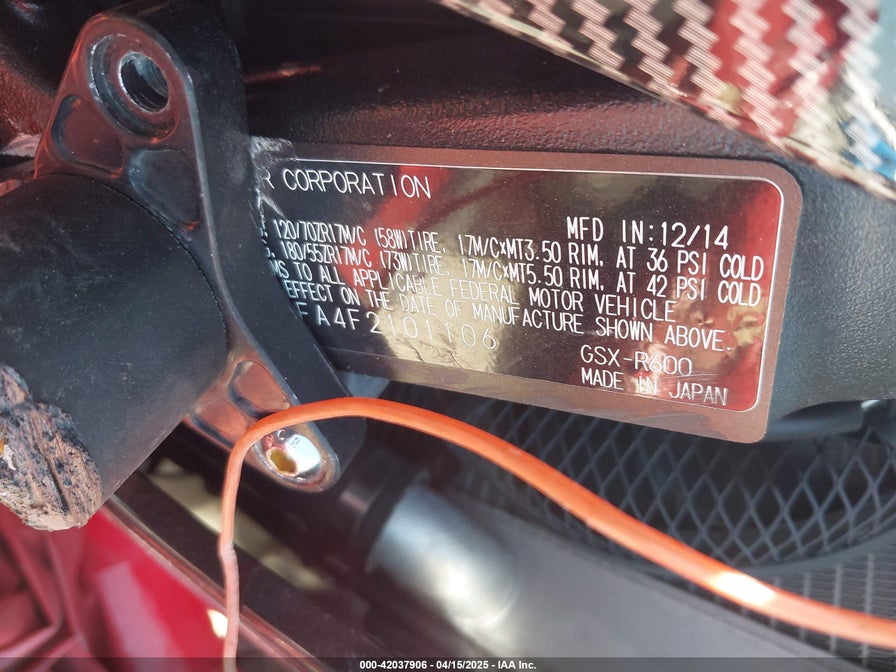 R CORPORATION
MFD IN:12/14
120/70ZR17M/C (58W)TIRE, 17M/C×MT3.50 RIM, AT 36 PSI COLD
180/55ZR17M/C (73W)TIRE, 17M/C×MT5.50 RIM, AT 42 PSI COLD
MS TO ALL APPLICABLE FEDERAL MOTOR VEHICLE
EFFECT ON THE DATE OF MANUFACTURE SHOWN ABOVE.
FA4F2101106
GSX-R600
MADE IN JAPAN
000-42037906 - 04/15/2025 - IAA Inc.